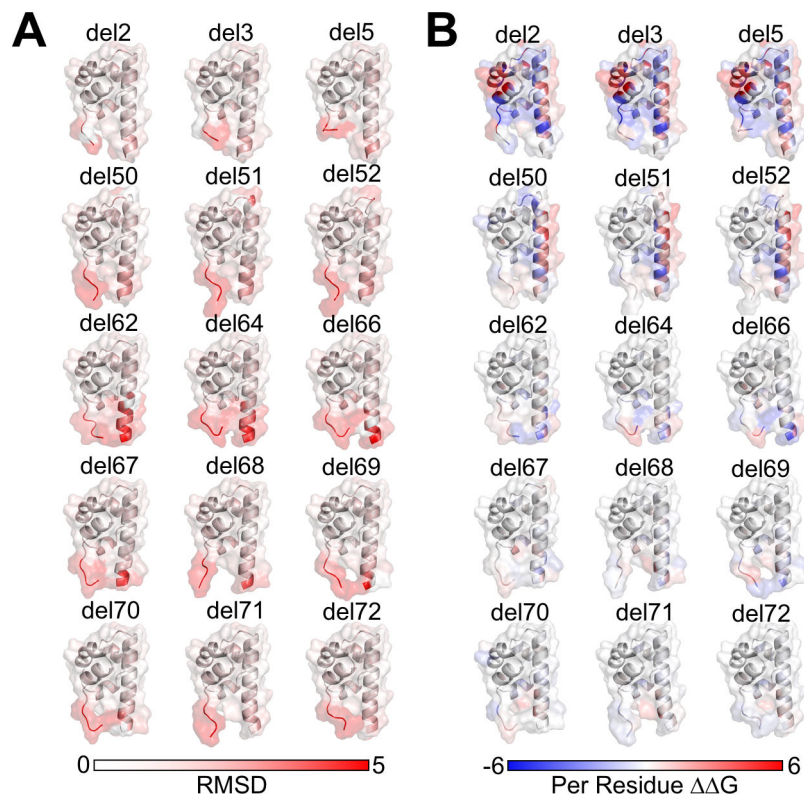 A
B
del2 del3 del5
del2 del3 del5
del50 del51 del52
del50 del51 del52
del62 del64 del66
del62 del64 del66
del67 del68 del69
del67 del68 del69
del70 del71 del72
del70 del71 del72
0 5
RMSD
-6 6
Per Residue ΔΔG